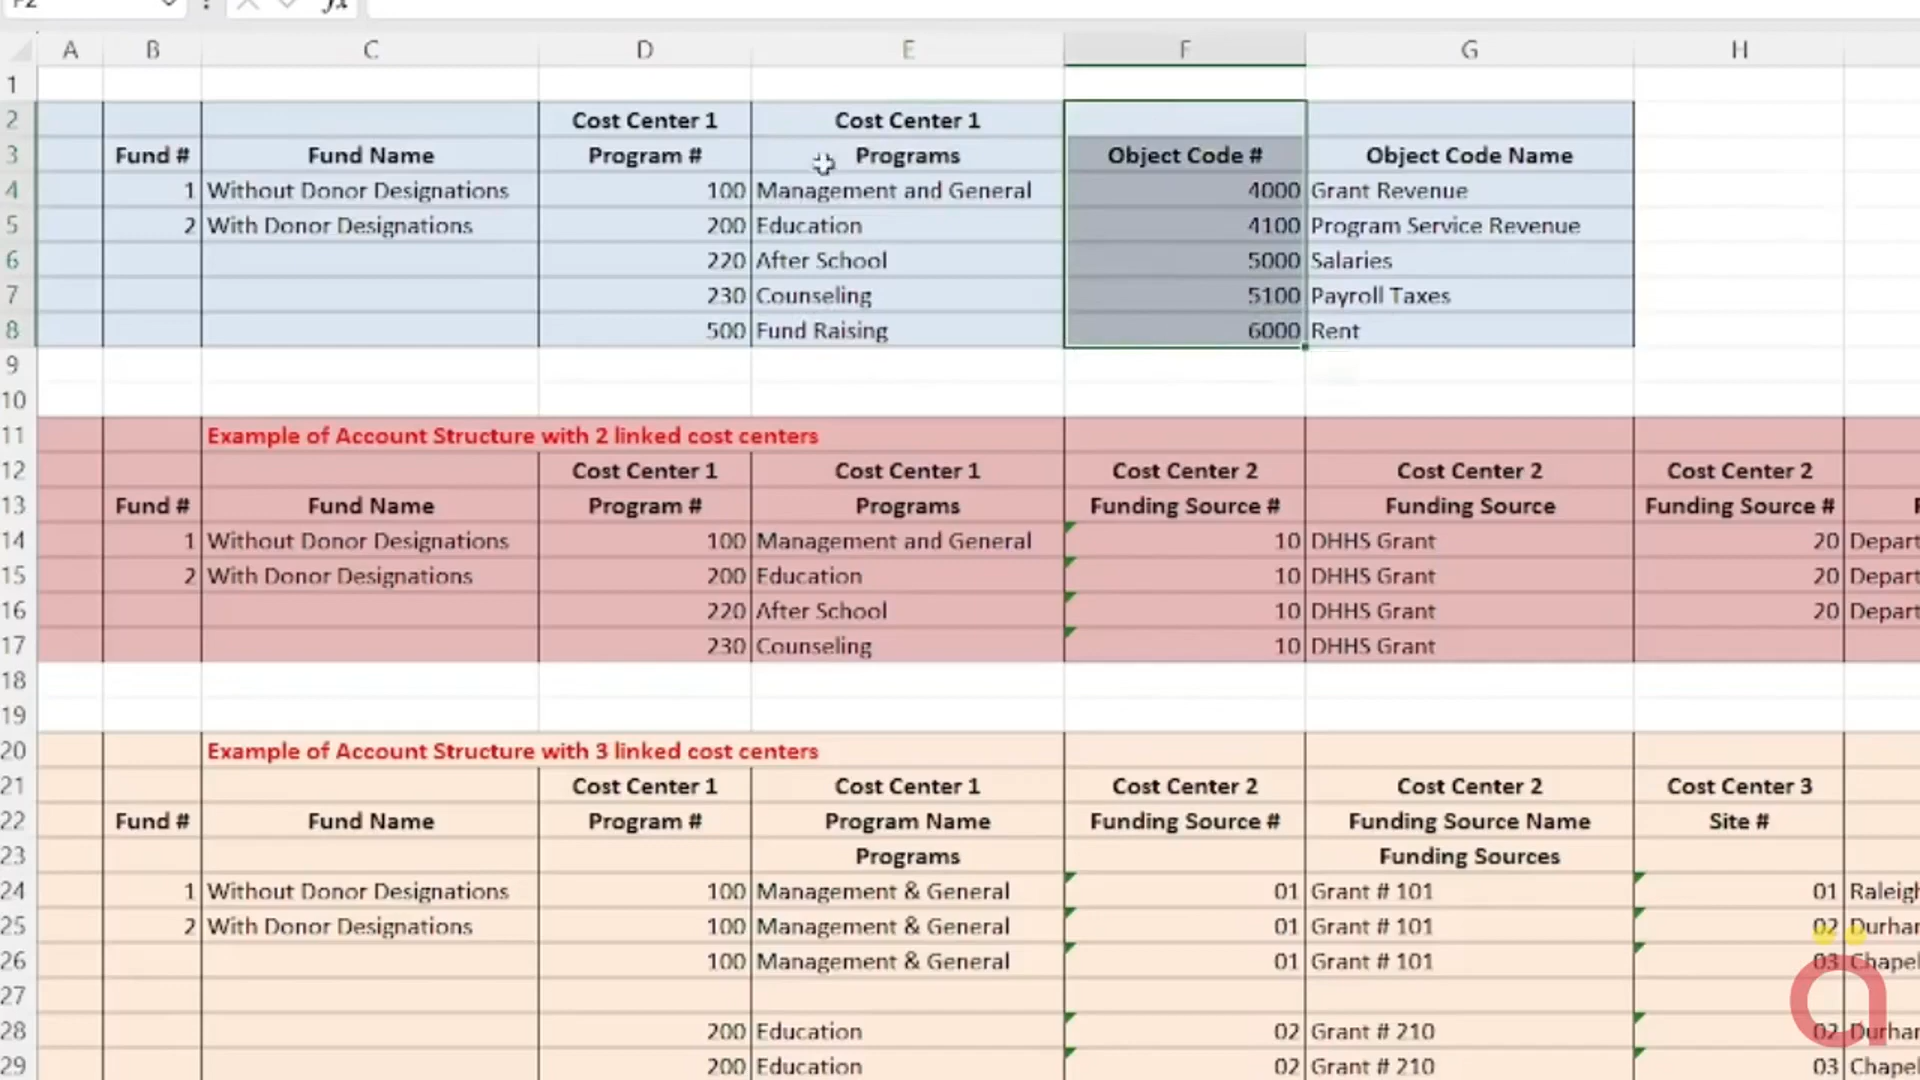 F2 fx
A B C D E F G H
1
2 Cost Center 1 Cost Center 1
3 Fund # Fund Name Program # Programs Object Code # Object Code Name
4 1 Without Donor Designations 100 Management and General 4000 Grant Revenue
5 2 With Donor Designations 200 Education 4100 Program Service Revenue
6 220 After School 5000 Salaries
7 230 Counseling 5100 Payroll Taxes
8 500 Fund Raising 6000 Rent
9
10
11 Example of Account Structure with 2 linked cost centers
12 Cost Center 1 Cost Center 1 Cost Center 2 Cost Center 2 Cost Center 2
13 Fund # Fund Name Program # Programs Funding Source # Funding Source Funding Source #
14 1 Without Donor Designations 100 Management and General 10 DHHS Grant 20 Depart
15 2 With Donor Designations 200 Education 10 DHHS Grant 20 Depart
16 220 After School 10 DHHS Grant 20 Depart
17 230 Counseling 10 DHHS Grant
18
19
20 Example of Account Structure with 3 linked cost centers
21 Cost Center 1 Cost Center 1 Cost Center 2 Cost Center 2 Cost Center 3
22 Fund # Fund Name Program # Program Name Funding Source # Funding Source Name Site #
23 Programs Funding Sources
24 1 Without Donor Designations 100 Management & General 01 Grant # 101 01 Raleigh
25 2 With Donor Designations 100 Management & General 01 Grant # 101 02 Durham
26 100 Management & General 01 Grant # 101 03 Chapel
27
28 200 Education 02 Grant # 210 02 Durham
29 200 Education 02 Grant # 210 03 Chapel
ä